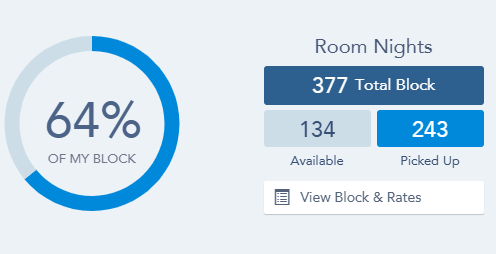 64%
OF MY BLOCK
Room Nights
377 Total Block
134
243
Available
Picked Up
View Block & Rates